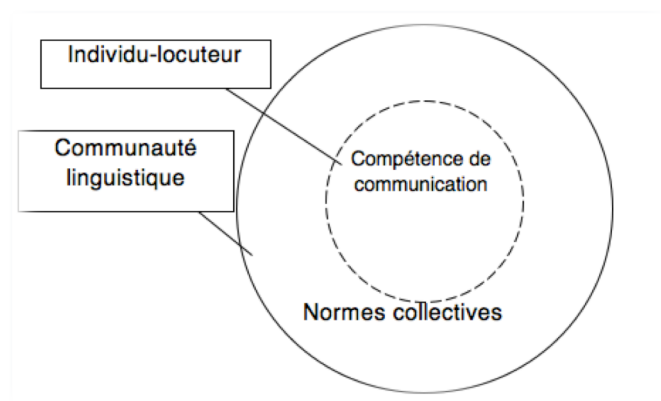 Individu-locuteur
Communauté
linguistique
Compétence de
communication
Normes collectives